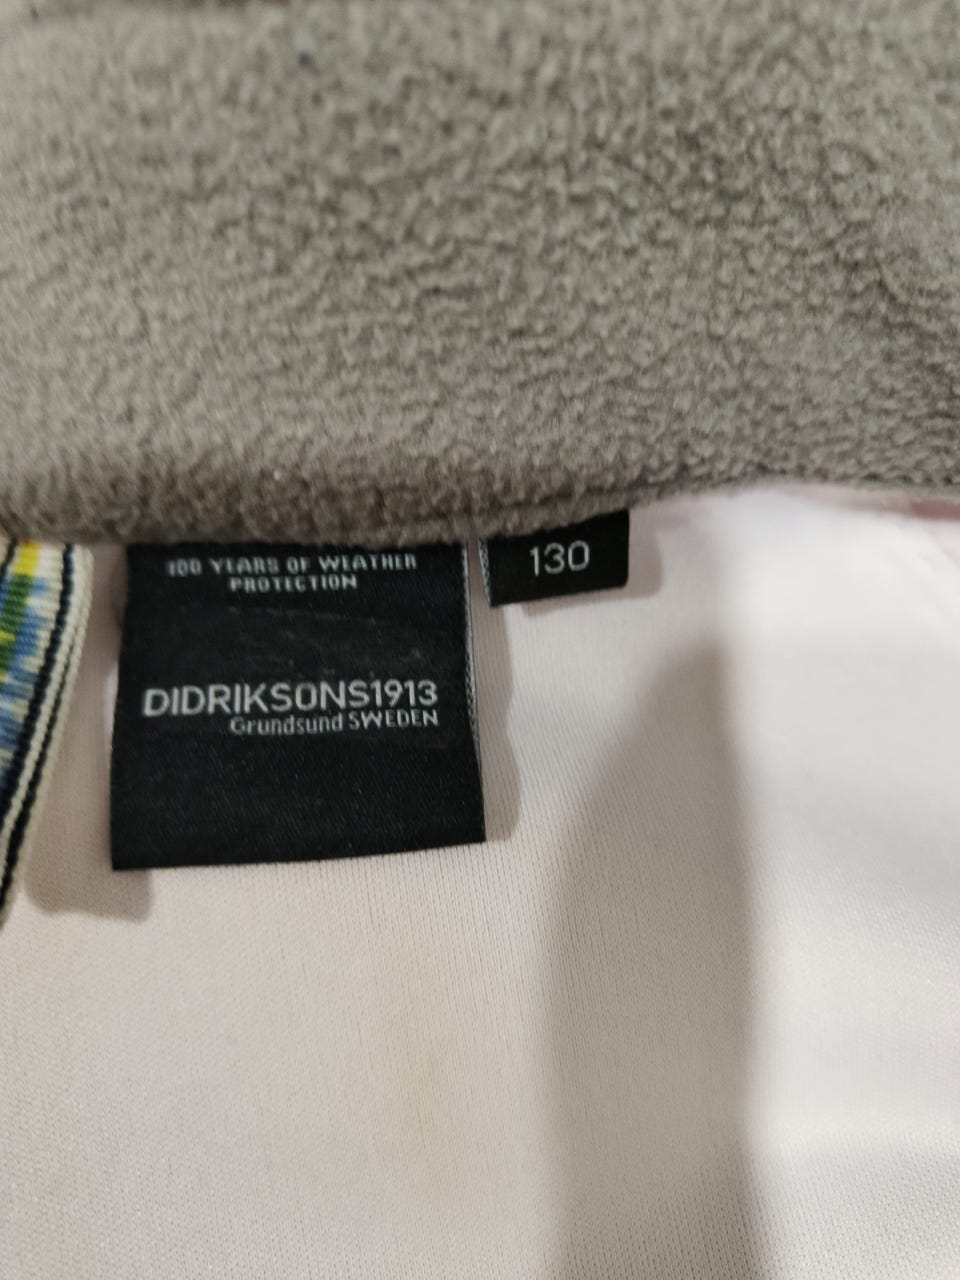 100 YEARS OF WEATHER
PROTECTION
DIDRIKSONS1913
Grundsund SWEDEN
130